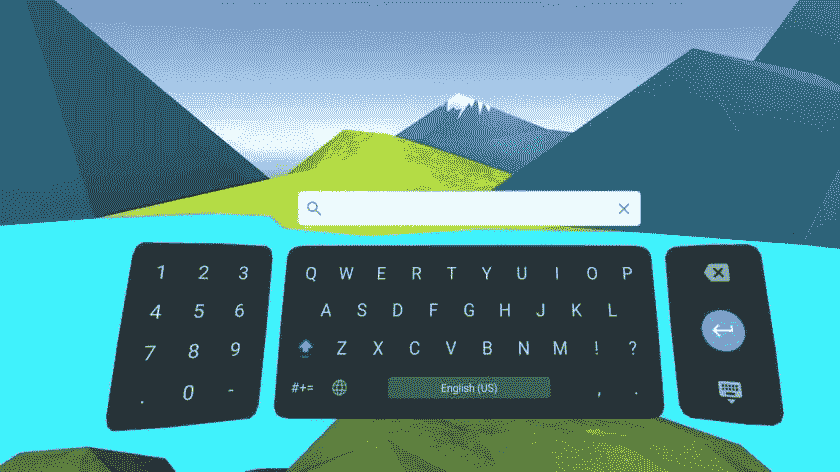 1 2 3
4 5 6
7 8 9
. 0 -
Q W E R T Y U I O P
A S D F G H J K L
Z X C V B N M ! ?
#+= English (US) , .